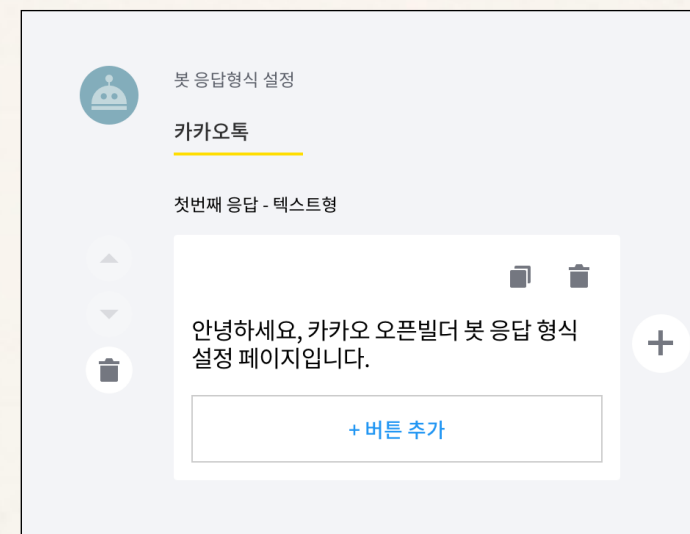 봇 응답형식 설정
카카오톡
첫번째 응답 - 텍스트형
안녕하세요, 카카오 오픈빌더 봇 응답 형식
설정 페이지입니다.
+ 버튼 추가